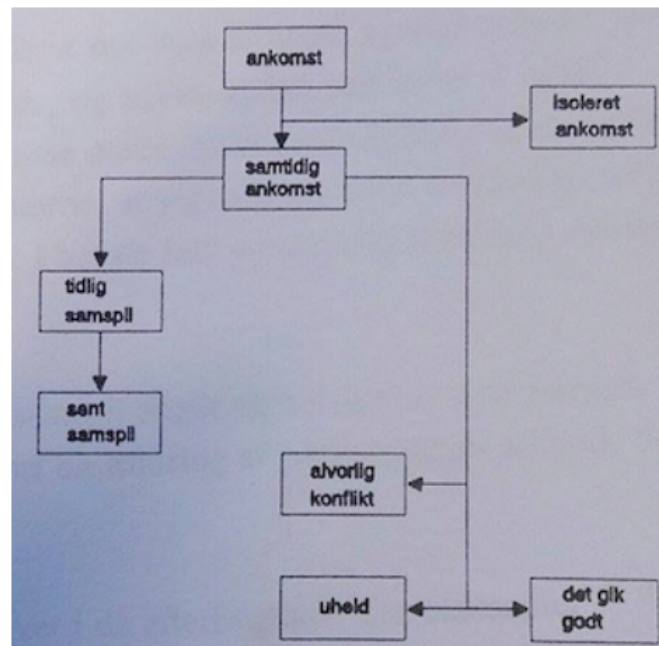 ankomst
isoleret
ankomst
samtidig
ankomst
tidlig
samspil
sent
samspil
alvorlig
konflikt
uheld
det gik
godt